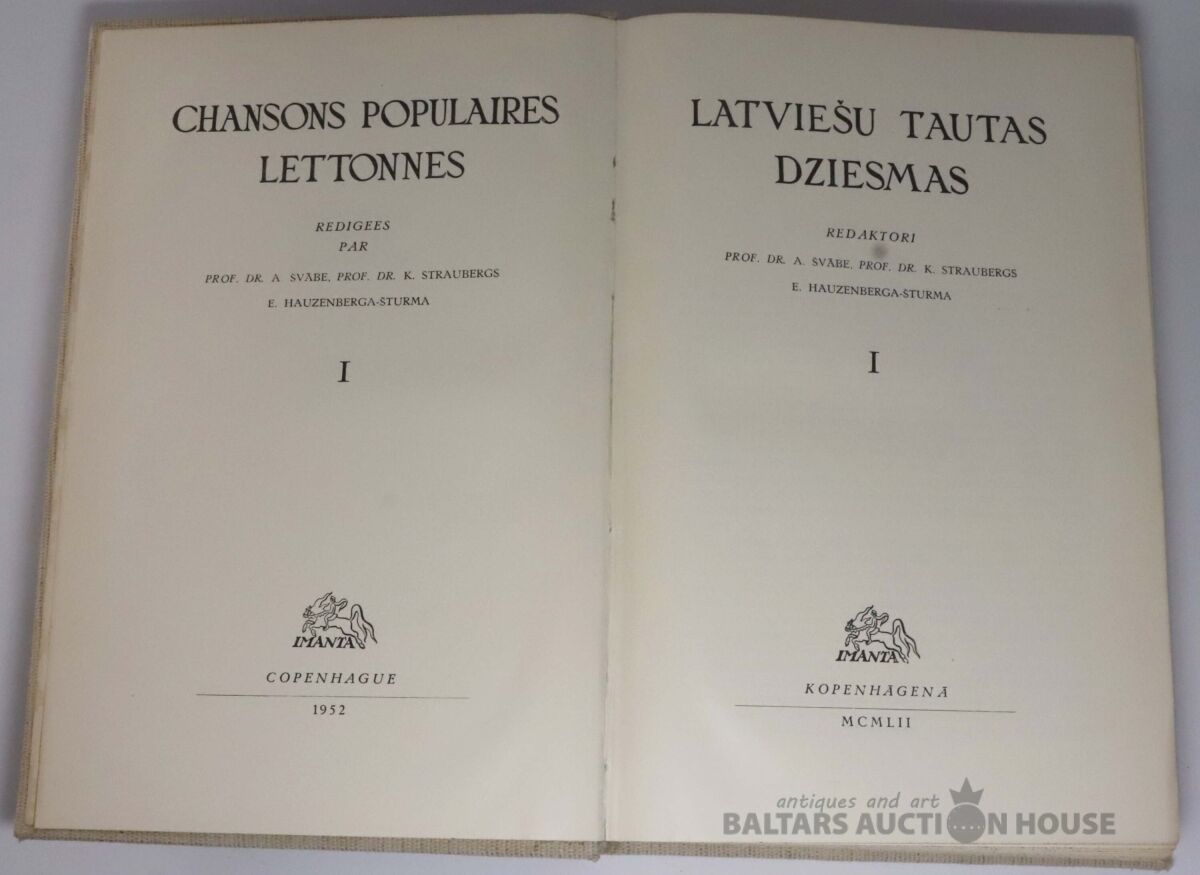 CHANSONS POPULAIRES
LETTONNES
REDIGEES
PAR
PROF. DR. A. ŠVĀBE, PROF. DR. K. STRAUBERGS
E. HAUZENBERGA-ŠTURMA
I
IMANTA
COPENHAGUE
1952
LATVIEŠU TAUTAS
DZIESMAS
REDAKTORI
PROF. DR. A. ŠVĀBE, PROF. DR. K. STRAUBERGS
E. HAUZENBERGA-ŠTURMA
I
IMANTA
KOPENHĀGENĀ
MCMLII
antiques and art
BALTARS AUCTION HOUSE